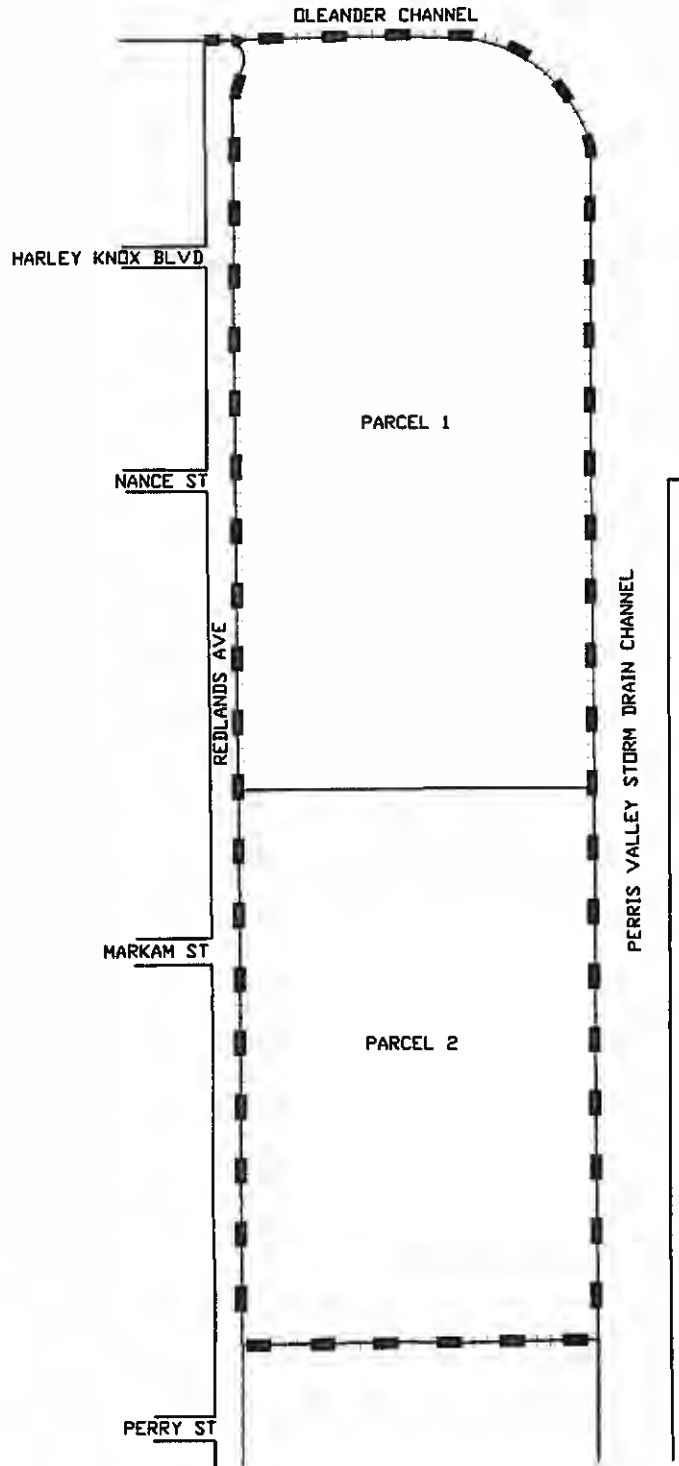 OLEANDER CHANNEL
HARLEY KNOX BLVD
PARCEL 1
NANCE ST
REDLANDS AVE
PERRIS VALLEY STORM DRAIN CHANNEL
MARKAM ST
PARCEL 2
PERRY ST